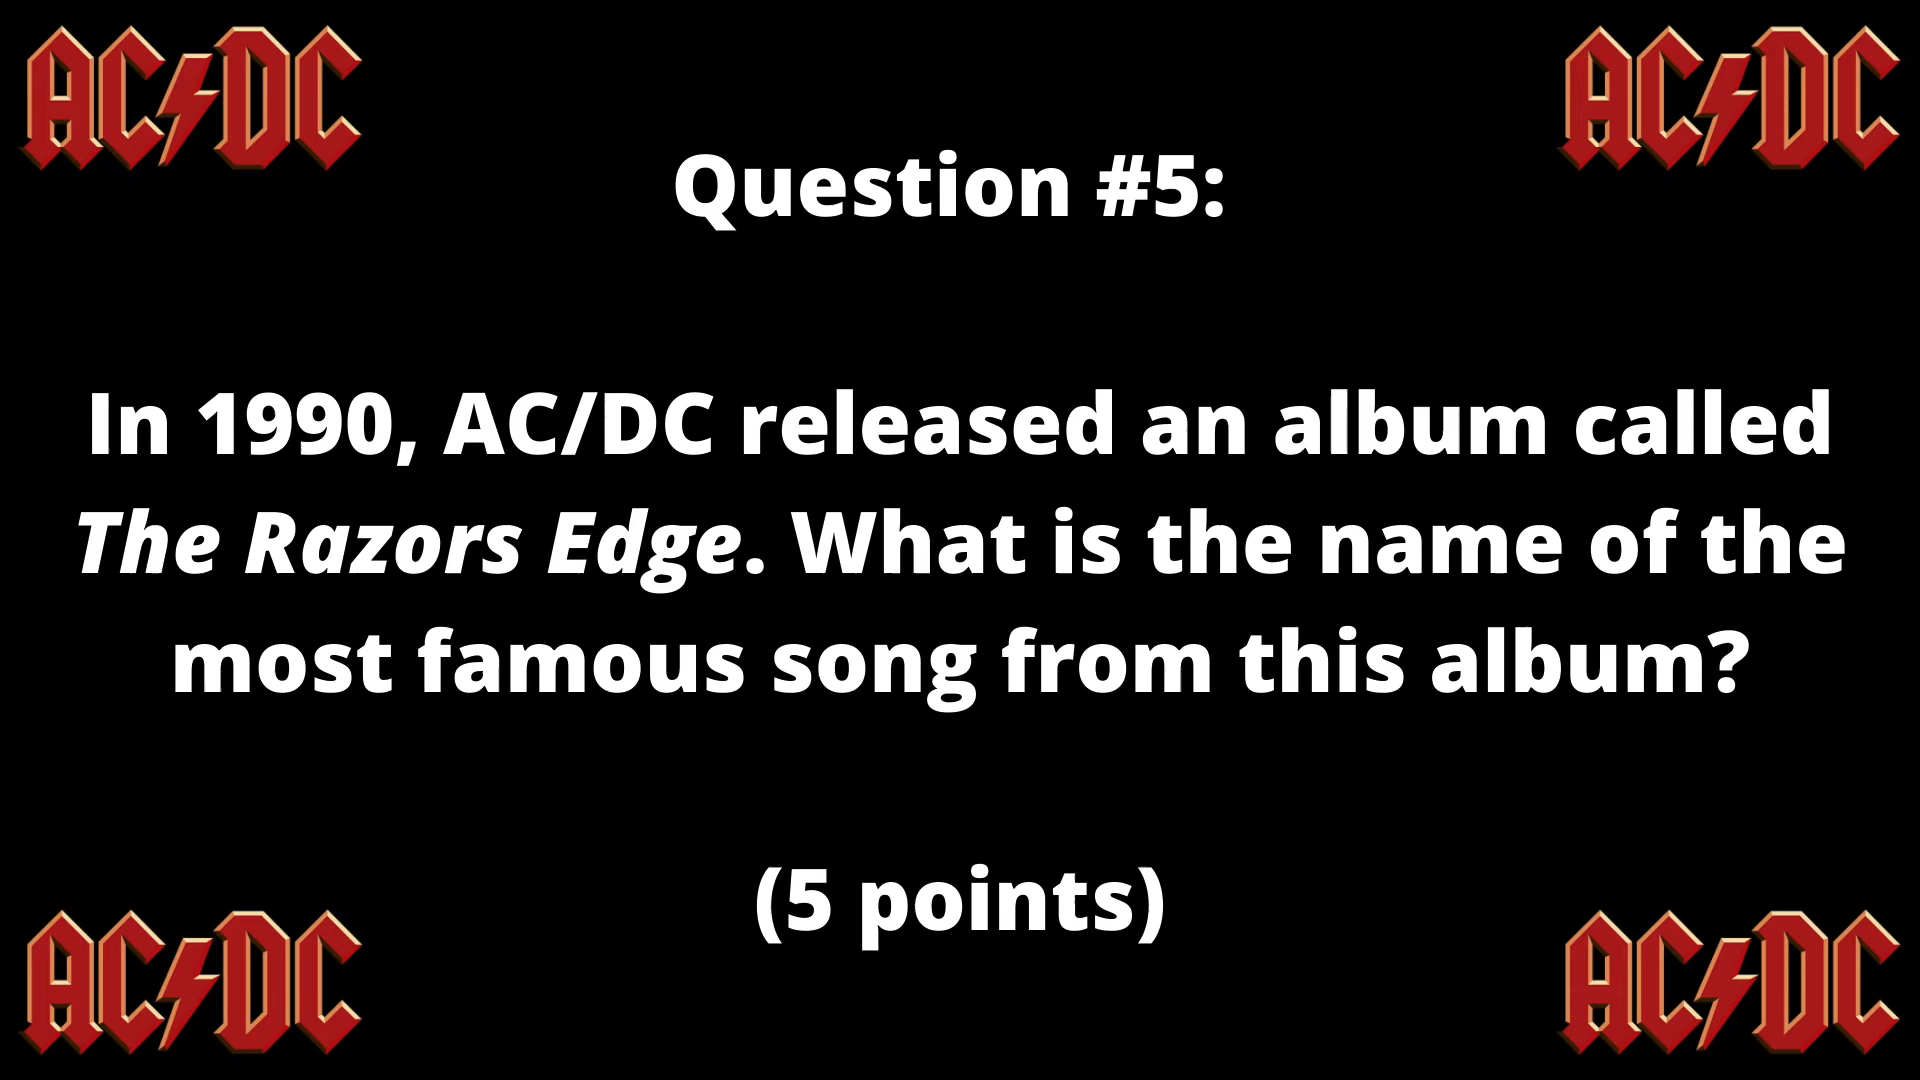 AC/DC AC/DC
Question #5:
In 1990, AC/DC released an album called
The Razors Edge. What is the name of the
most famous song from this album?
(5 points)
AC/DC AC/DC